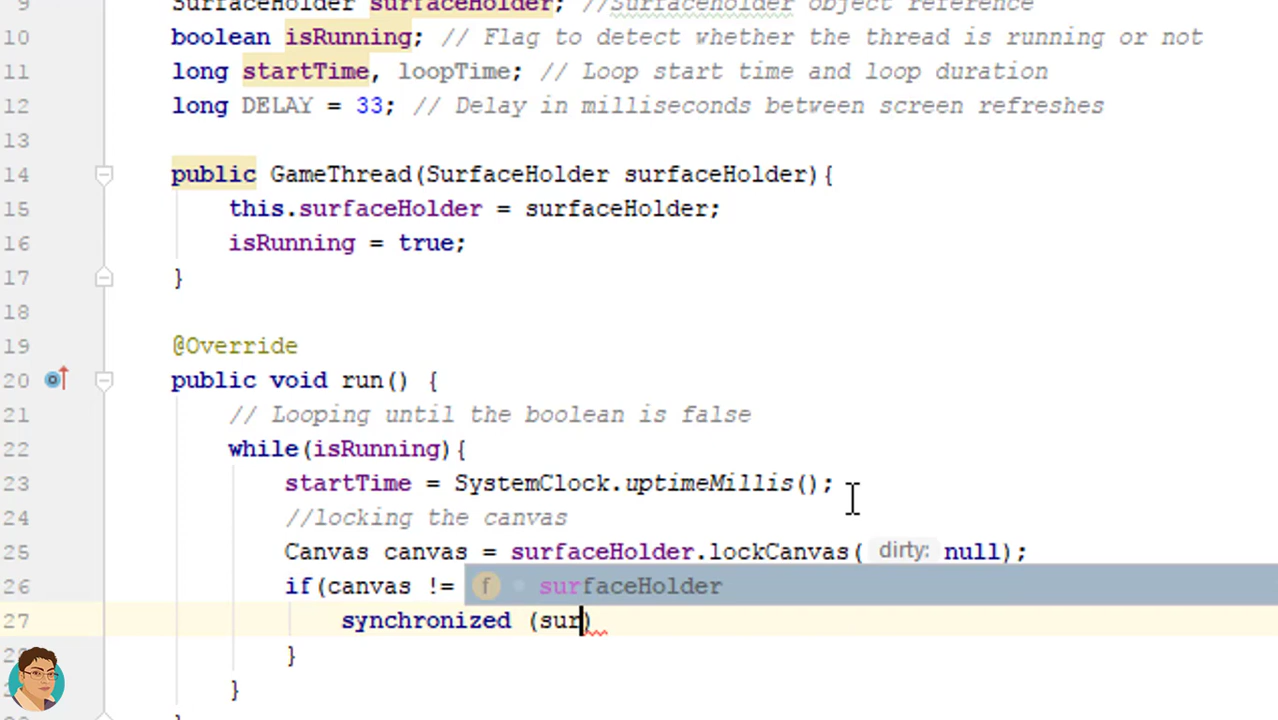 9 SurfaceHolder surfaceHolder; //Surfaceholder object reference
10 boolean isRunning; // Flag to detect whether the thread is running or not
11 long startTime, loopTime; // Loop start time and loop duration
12 long DELAY = 33; // Delay in milliseconds between screen refreshes
13
14 public GameThread(SurfaceHolder surfaceHolder){
15 this.surfaceHolder = surfaceHolder;
16 isRunning = true;
17 }
18
19 @Override
20 public void run() {
21 // Looping until the boolean is false
22 while(isRunning){
23 startTime = SystemClock.uptimeMillis();
24 //locking the canvas
25 Canvas canvas = surfaceHolder.lockCanvas( dirty: null);
26 if(canvas != f surfaceHolder
27 synchronized (sur)
}
}